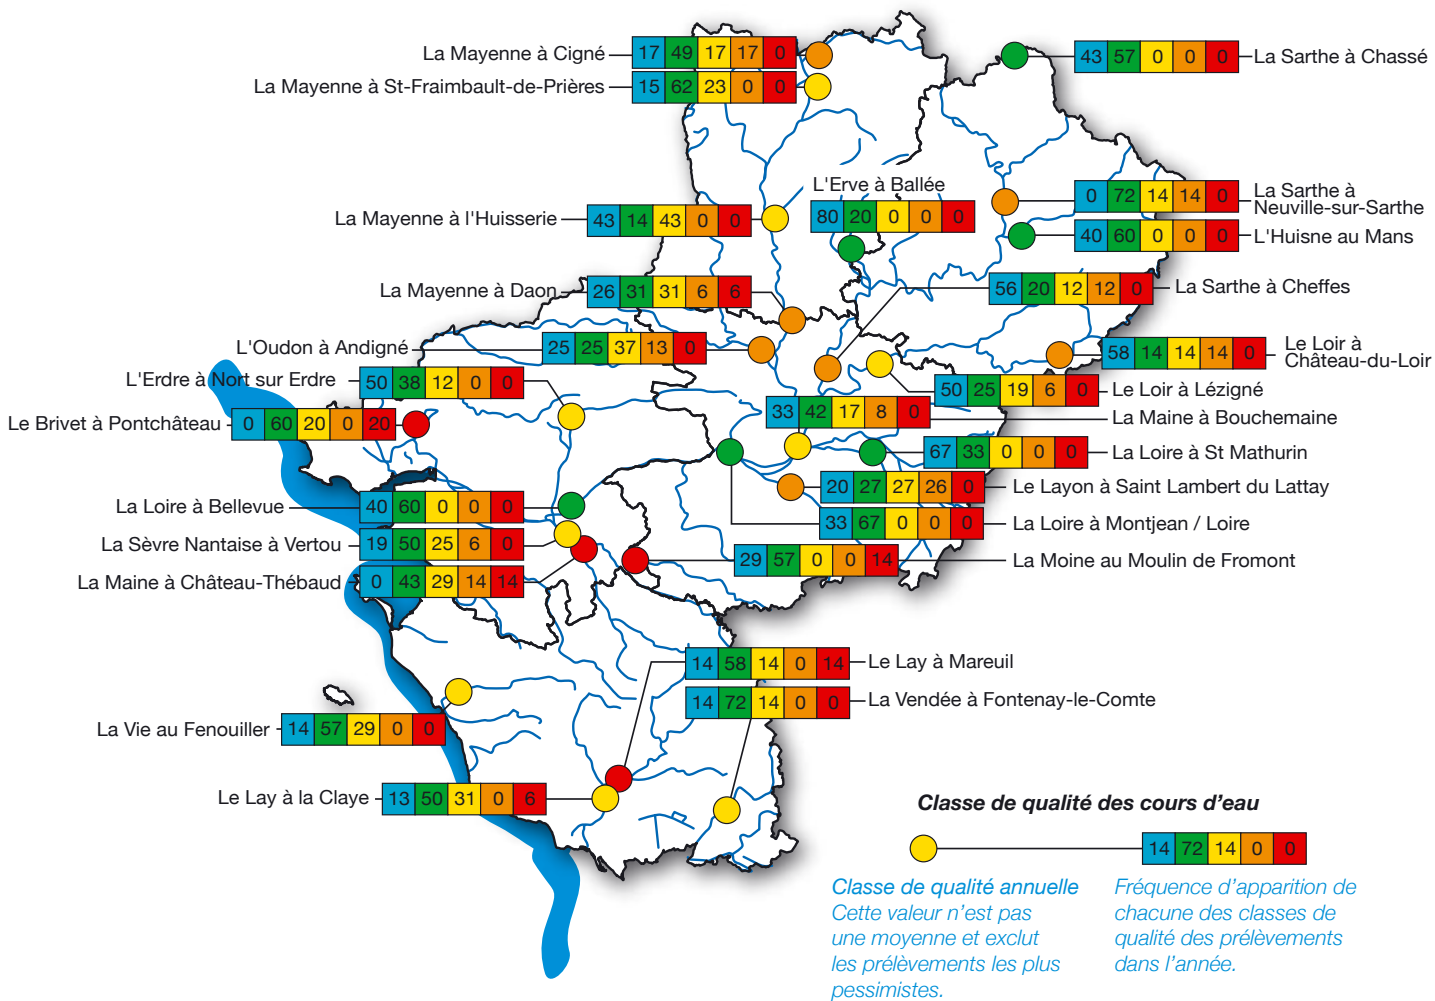 La Mayenne à Cigné 17 49 17 17 0
43 57 0 0 0 La Sarthe à Chassé
La Mayenne à St-Fraimbault-de-Prières 15 62 23 0 0
L'Erve à Ballée
80 20 0 0 0
0 72 14 14 0 La Sarthe à
Neuville-sur-Sarthe
La Mayenne à l'Huisserie 43 14 43 0 0
40 60 0 0 0 L'Huisne au Mans
La Mayenne à Daon 26 31 31 6 6
56 20 12 12 0 La Sarthe à Cheffes
L'Oudon à Andigné 25 25 37 13 0
58 14 14 14 0 Le Loir à
Château-du-Loir
L'Erdre à Nort sur Erdre 50 38 12 0 0
50 25 19 6 0 Le Loir à Lézigné
Le Brivet à Pontchâteau 0 60 20 0 20
33 42 17 8 0 La Maine à Bouchemaine
67 33 0 0 0 La Loire à St Mathurin
20 27 27 26 0 Le Layon à Saint Lambert du Lattay
La Loire à Bellevue 40 60 0 0 0
33 67 0 0 0 La Loire à Montjean / Loire
La Sèvre Nantaise à Vertou 19 50 25 6 0
29 57 0 0 14 La Moine au Moulin de Fromont
La Maine à Château-Thébaud 0 43 29 14 14
14 58 14 0 14 Le Lay à Mareuil
14 72 14 0 0 La Vendée à Fontenay-le-Comte
La Vie au Fenouiller 14 57 29 0 0
Le Lay à la Claye 13 50 31 0 6
Classe de qualité des cours d'eau
14 72 14 0 0
Classe de qualité annuelle
Cette valeur n'est pas
une moyenne et exclut
les prélèvements les plus
pessimistes.
Fréquence d'apparition de
chacune des classes de
qualité des prélèvements
dans l'année.